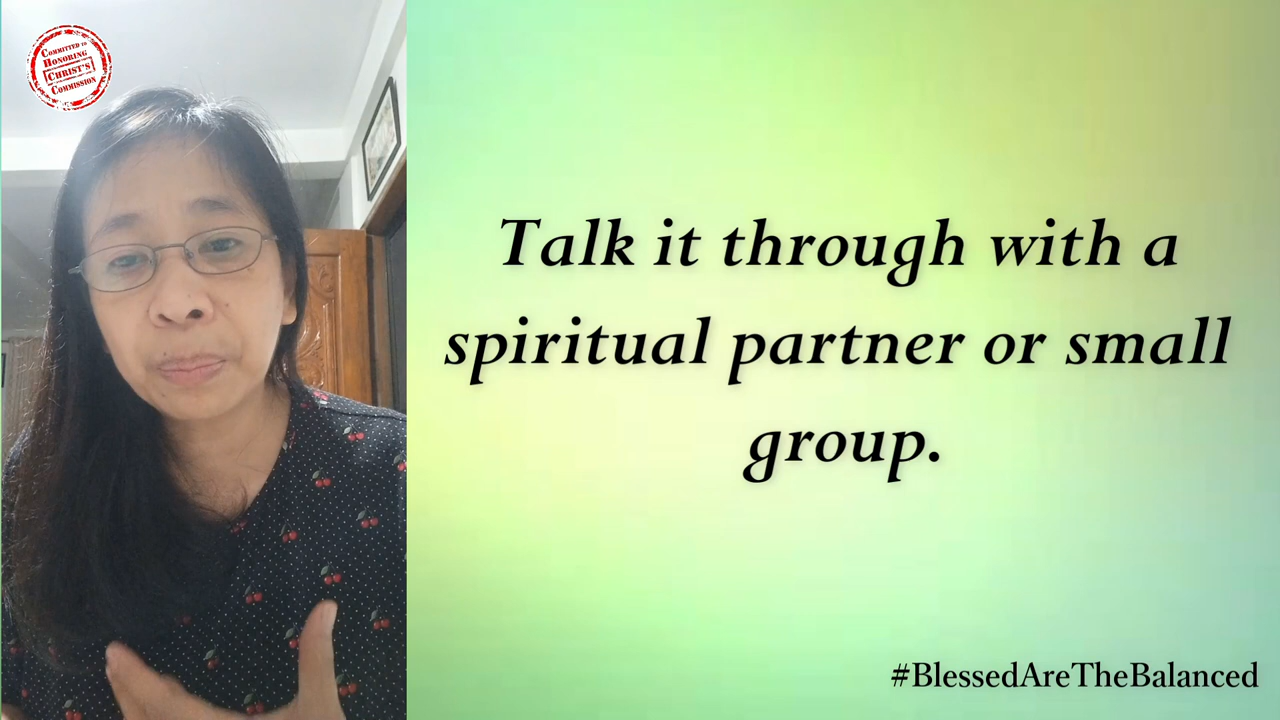 COMMITTED TO
HONORING
CHRIST'S
COMMISSION
Talk it through with a
spiritual partner or small
group.
#BlessedAreTheBalanced